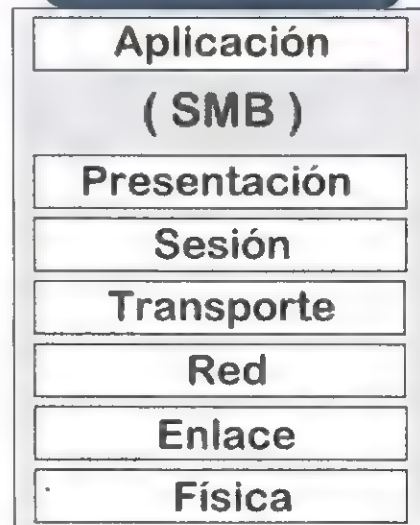 Aplicación
( SMB )
Presentación
Sesión
Transporte
Red
Enlace
Física